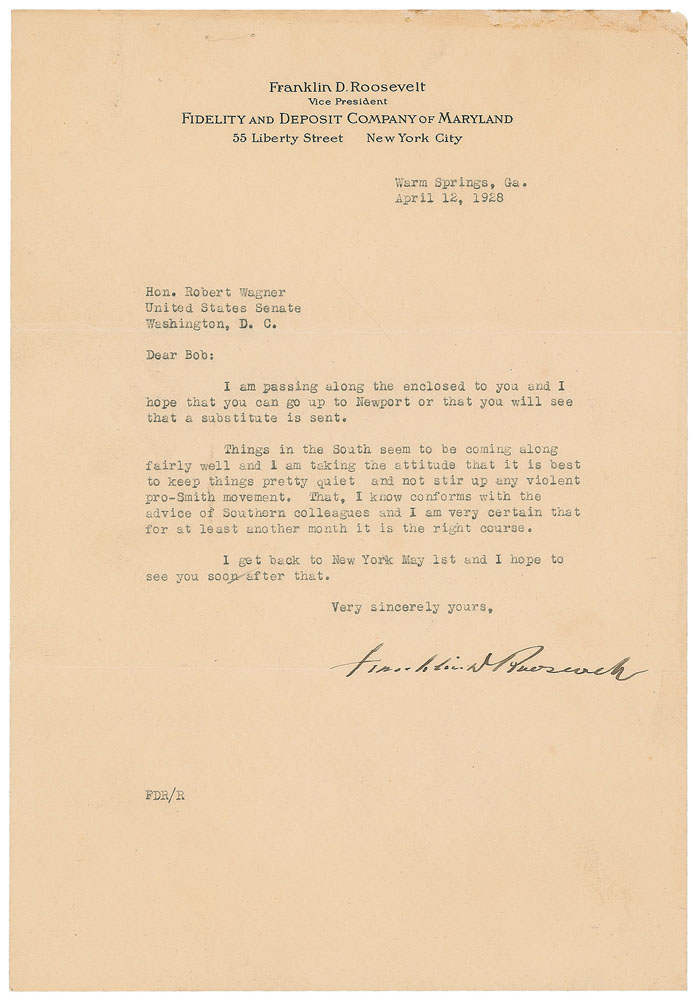 Franklin D. Roosevelt
Vice President
FIDELITY AND DEPOSIT COMPANY OF MARYLAND
55 Liberty Street New York City
Warm Springs, Ga.
April 12, 1928
Hon. Robert Wagner
United States Senate
Washington, D. C.
Dear Bob:
I am passing along the enclosed to you and I
hope that you can go up to Newport or that you will see
that a substitute is sent.
Things in the South seem to be coming along
fairly well and I am taking the attitude that it is best
to keep things pretty quiet and not stir up any violent
pro-Smith movement. That, I know conforms with the
advice of Southern colleagues and I am very certain that
for at least another month it is the right course.
I get back to New York May 1st and I hope to
see you soon after that.
Very sincerely yours,
Franklin D Roosevelt
FDR/R